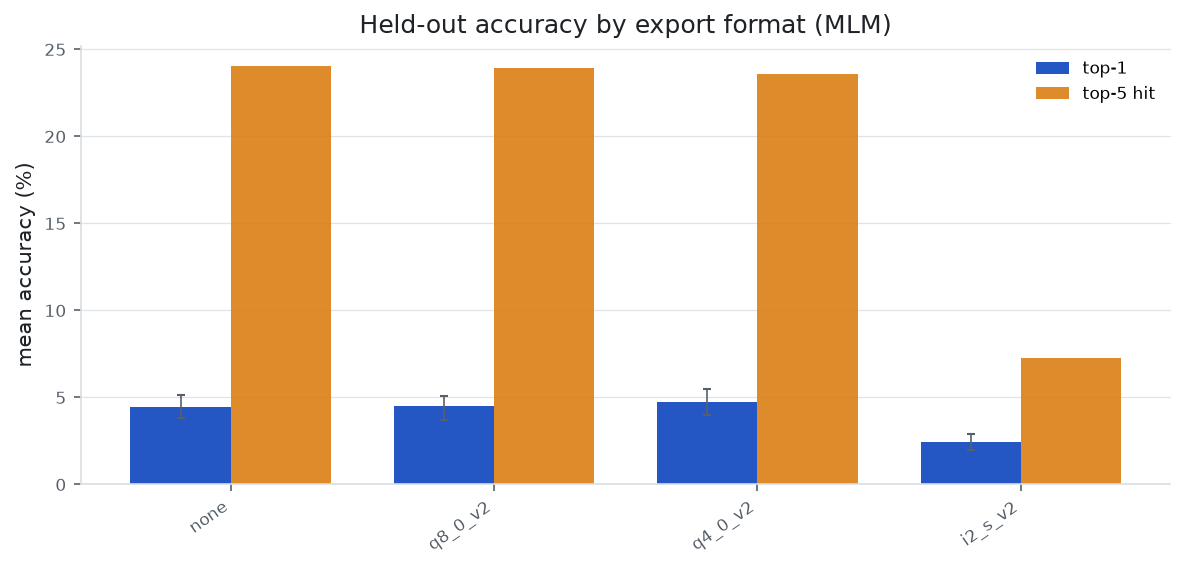 Held-out accuracy by export format (MLM)
top-1
top-5 hit
mean accuracy (%)
25
20
15
10
5
0
none
q8_0_v2
q4_0_v2
i2_s_v2